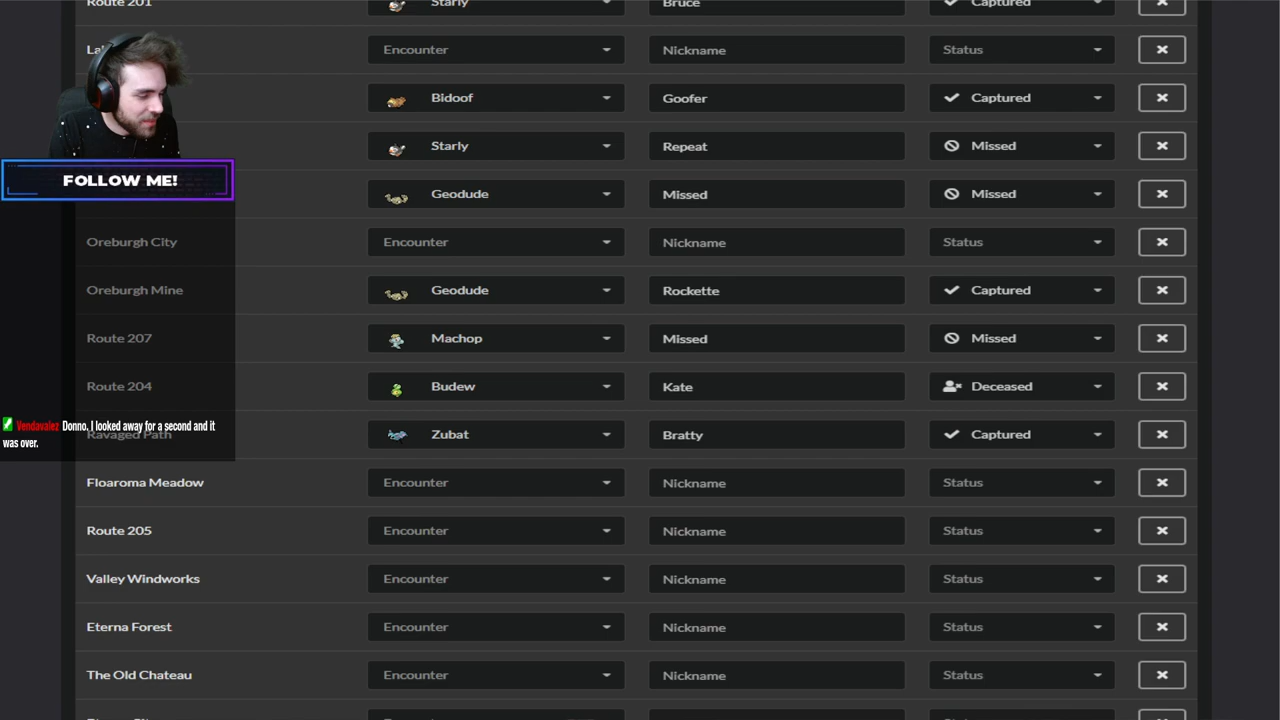 Route 201 Starly Bruce Captured
La Encounter Nickname Status
Bidoof Goofer Captured
Starly Repeat Missed
FOLLOW ME!
Geodude Missed Missed
Oreburgh City Encounter Nickname Status
Oreburgh Mine Geodude Rockette Captured
Route 207 Machop Missed Missed
Route 204 Budew Kate Deceased
Vendavalez Donno, I looked away for a second and it
was over.
Ravaged Path Zubat Bratty Captured
Floaroma Meadow Encounter Nickname Status
Route 205 Encounter Nickname Status
Valley Windworks Encounter Nickname Status
Eterna Forest Encounter Nickname Status
The Old Chateau Encounter Nickname Status